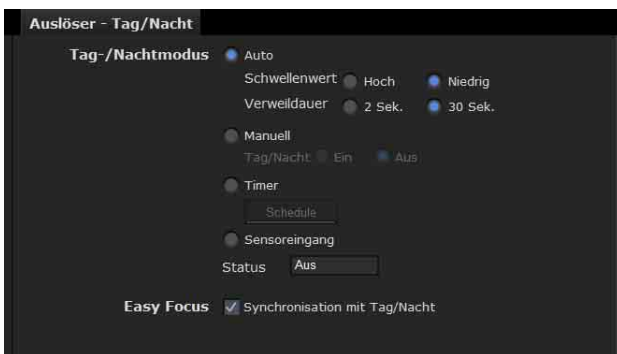 Auslöser - Tag/Nacht
Tag-/Nachtmodus Auto
Schwellenwert Hoch Niedrig
Verweildauer 2 Sek. 30 Sek.
Manuell
Tag/Nacht Ein Aus
Timer
Schedule
Sensoreingang
Status Aus
Easy Focus Synchronisation mit Tag/Nacht